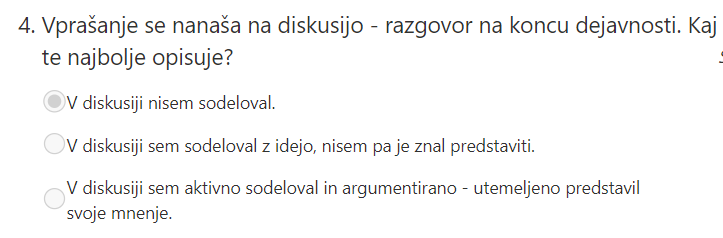 4. Vprašanje se nanaša na diskusijo - razgovor na koncu dejavnosti. Kaj
te najbolje opisuje?
V diskusiji nisem sodeloval.
V diskusiji sem sodeloval z idejo, nisem pa je znal predstaviti.
V diskusiji sem aktivno sodeloval in argumentirano - utemeljeno predstavil
svoje mnenje.